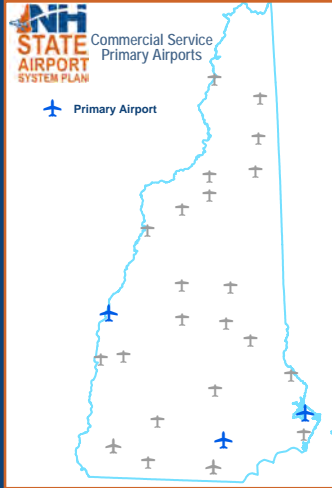 NH
STATE
AIRPORT
SYSTEM PLAN
Commercial Service
Primary Airports
Primary Airport